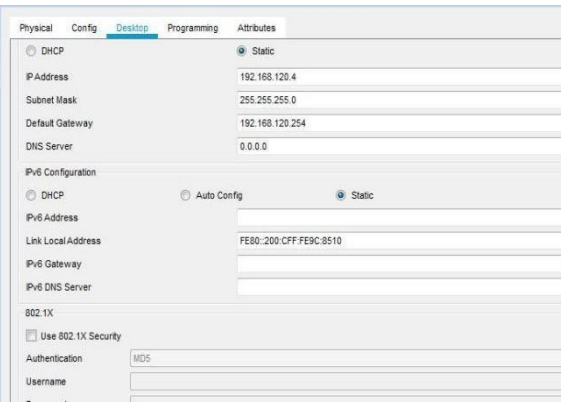 Physical Config Desktop Programming Attributes
DHCP Static
IP Address 192.168.120.4
Subnet Mask 255.255.255.0
Default Gateway 192.168.120.254
DNS Server 0.0.0.0
IPv6 Configuration
DHCP Auto Config Static
IPv6 Address
Link Local Address FE80::200:CFF:FE9C:8510
IPv6 Gateway
IPv6 DNS Server
802.1X
Use 802.1X Security
Authentication MD5
Username